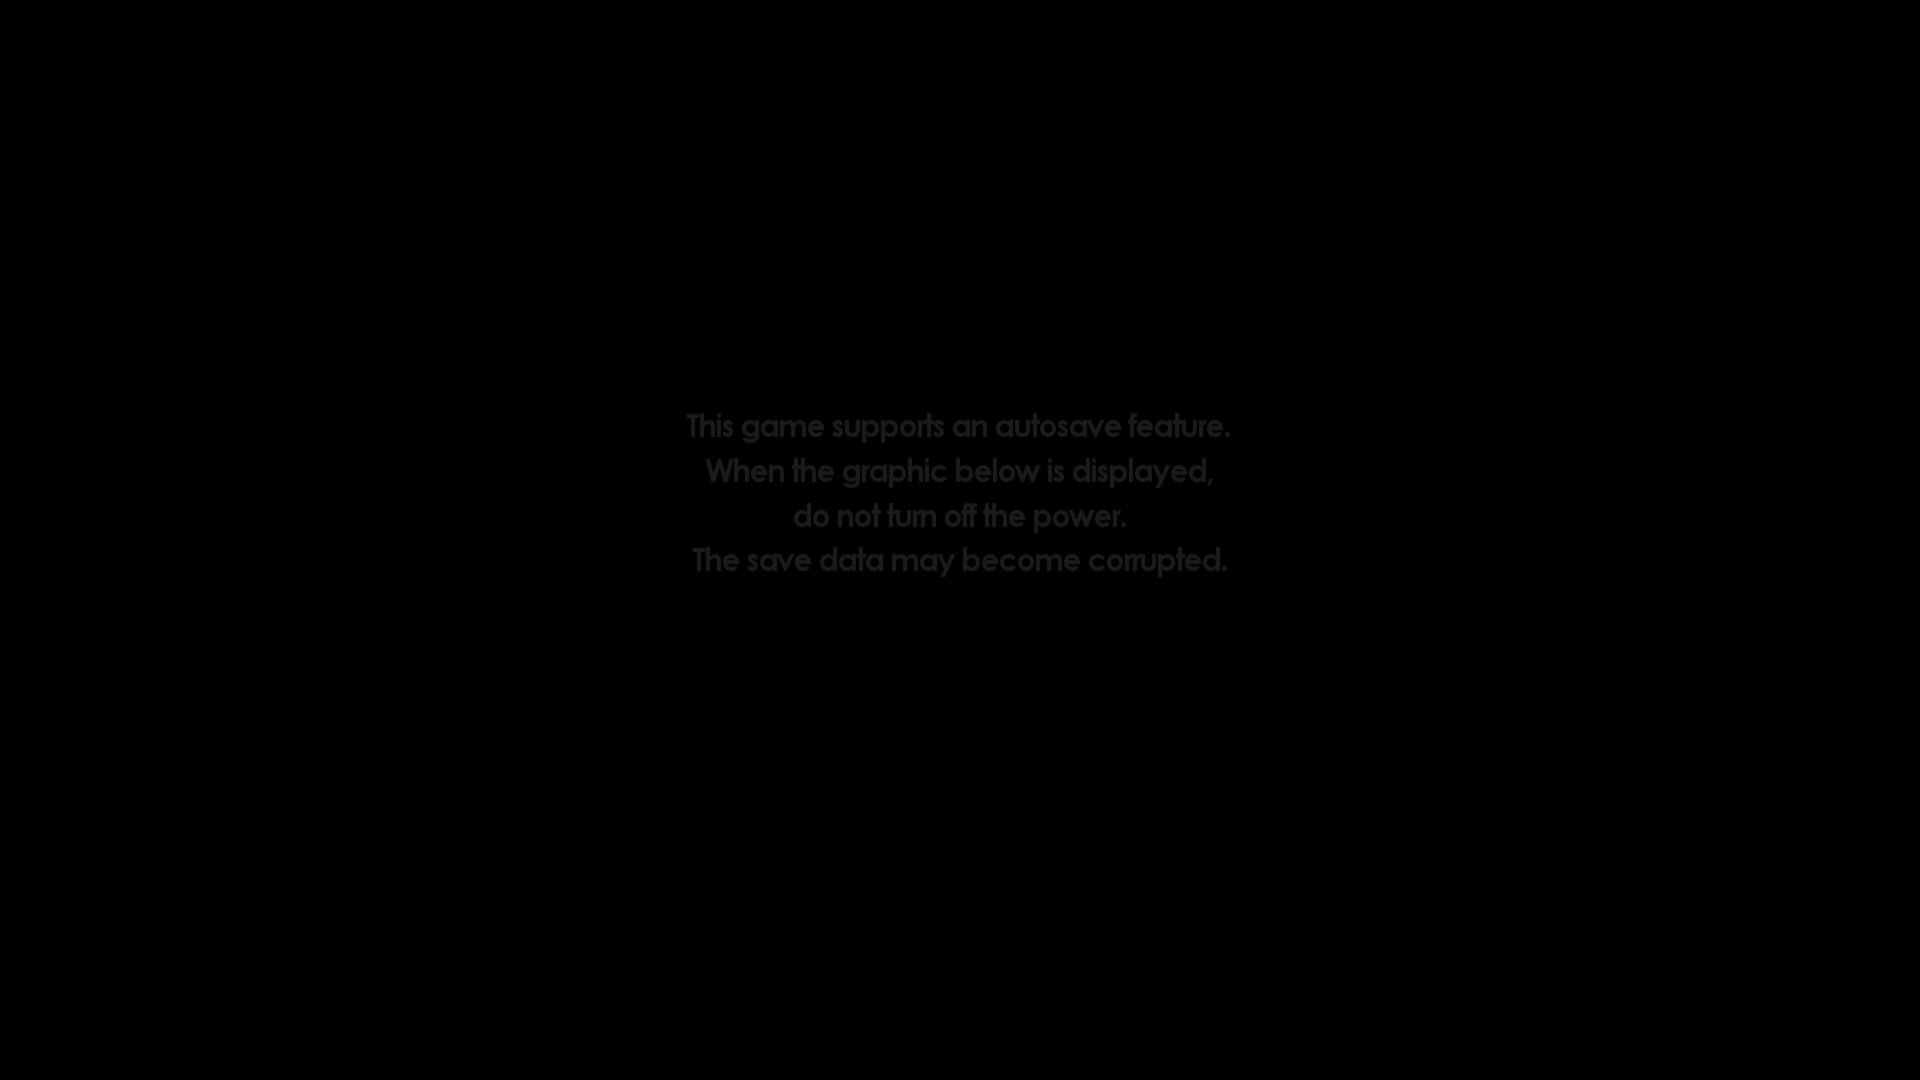 This game supports an autosave feature.
When the graphic below is displayed,
do not turn off the power.
The save data may become corrupted.